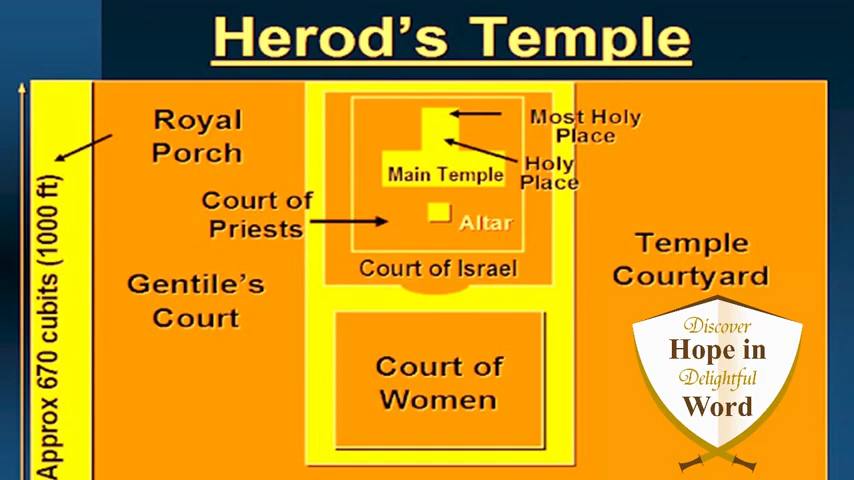 Herod's Temple
Royal
Porch
Most Holy
Place
Holy
Place
Main Temple
Court of
Priests
Altar
Court of Israel
Gentile's
Court
Temple
Courtyard
Court of
Women
Approx 670 cubits (1000 ft)
Discover
Hope in
Delightful
Word